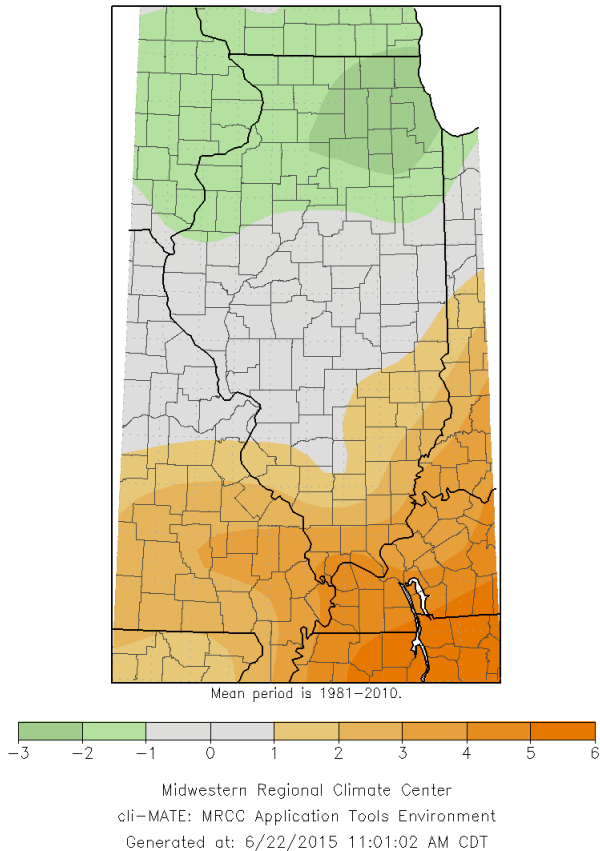 Mean period is 1981-2010.
-3 -2 -1 0 1 2 3 4 5 6
Midwestern Regional Climate Center
cli-MATE: MRCC Application Tools Environment
Generated at: 6/22/2015 11:01:02 AM CDT